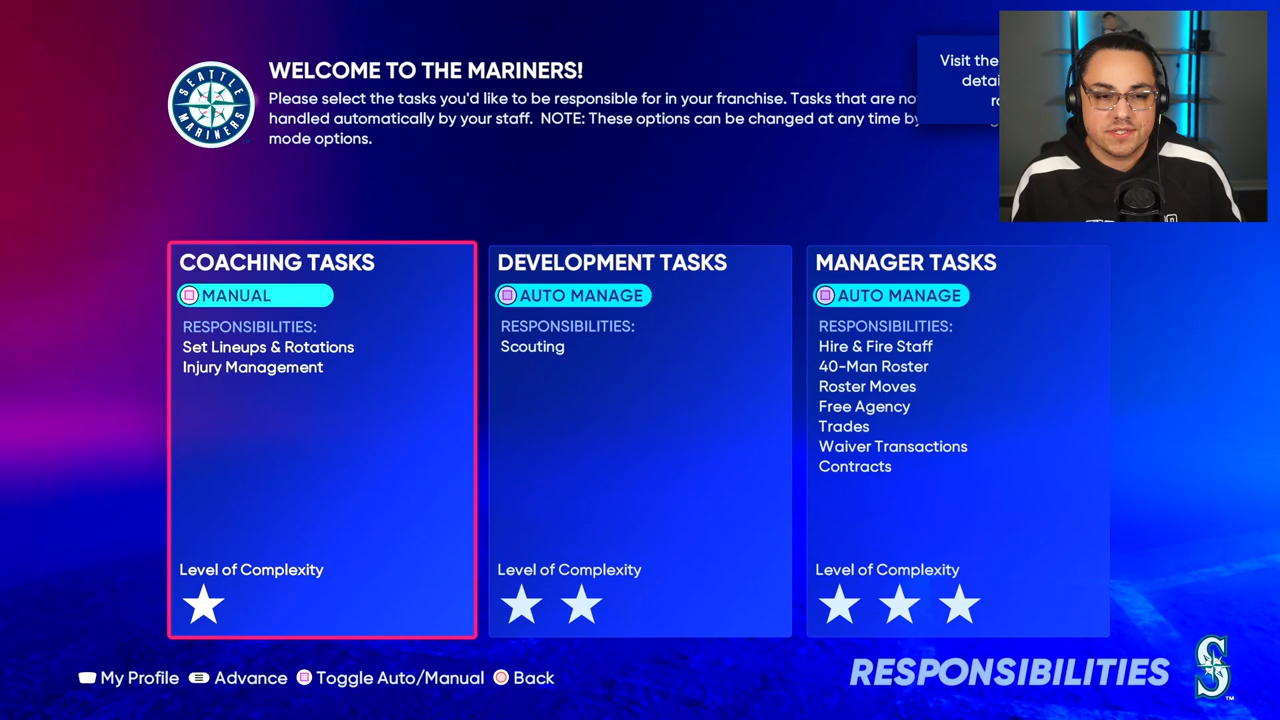 SEATTLE
MARINERS
WELCOME TO THE MARINERS!
Please select the tasks you'd like to be responsible for in your franchise. Tasks that are
handled automatically by your staff. NOTE: These options can be changed at any time by
mode options.
Visit the
COACHING TASKS
MANUAL
RESPONSIBILITIES:
Set Lineups & Rotations
Injury Management
Level of Complexity
DEVELOPMENT TASKS
AUTO MANAGE
RESPONSIBILITIES:
Scouting
Level of Complexity
MANAGER TASKS
AUTO MANAGE
RESPONSIBILITIES:
Hire & Fire Staff
40-Man Roster
Roster Moves
Free Agency
Trades
Waiver Transactions
Contracts
Level of Complexity
My Profile Advance Toggle Auto/Manual Back
RESPONSIBILITIES
S
TM